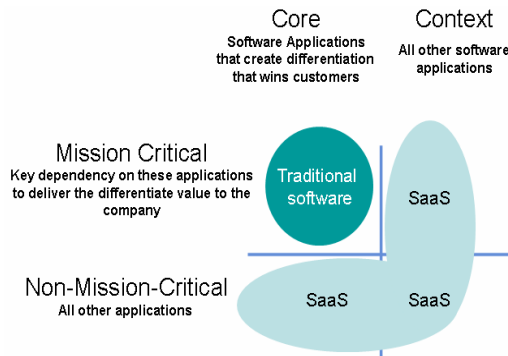 Core
Software Applications
that create differentiation
that wins customers
Context
All other software
applications
Mission Critical
Key dependency on these applications
to deliver the differentiate value to the
company
Traditional
software
SaaS
Non-Mission-Critical
All other applications
SaaS
SaaS